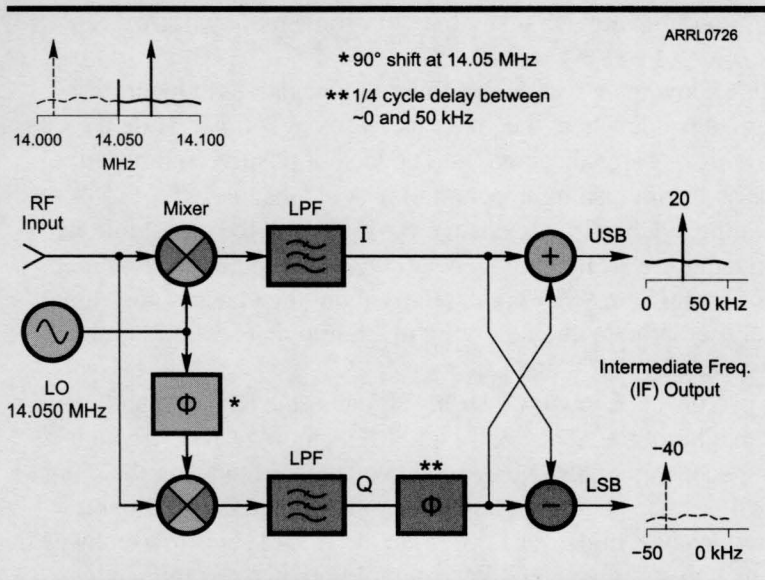 ARRL0726
* 90° shift at 14.05 MHz
** 1/4 cycle delay between
~0 and 50 kHz
14.000 14.050 14.100
MHz
RF
Input
Mixer
LPF
I
+
USB
20
0 50 kHz
LO
14.050 MHz
Φ
*
Intermediate Freq.
(IF) Output
LPF
Q
**
Φ
−
LSB
−40
−50 0 kHz